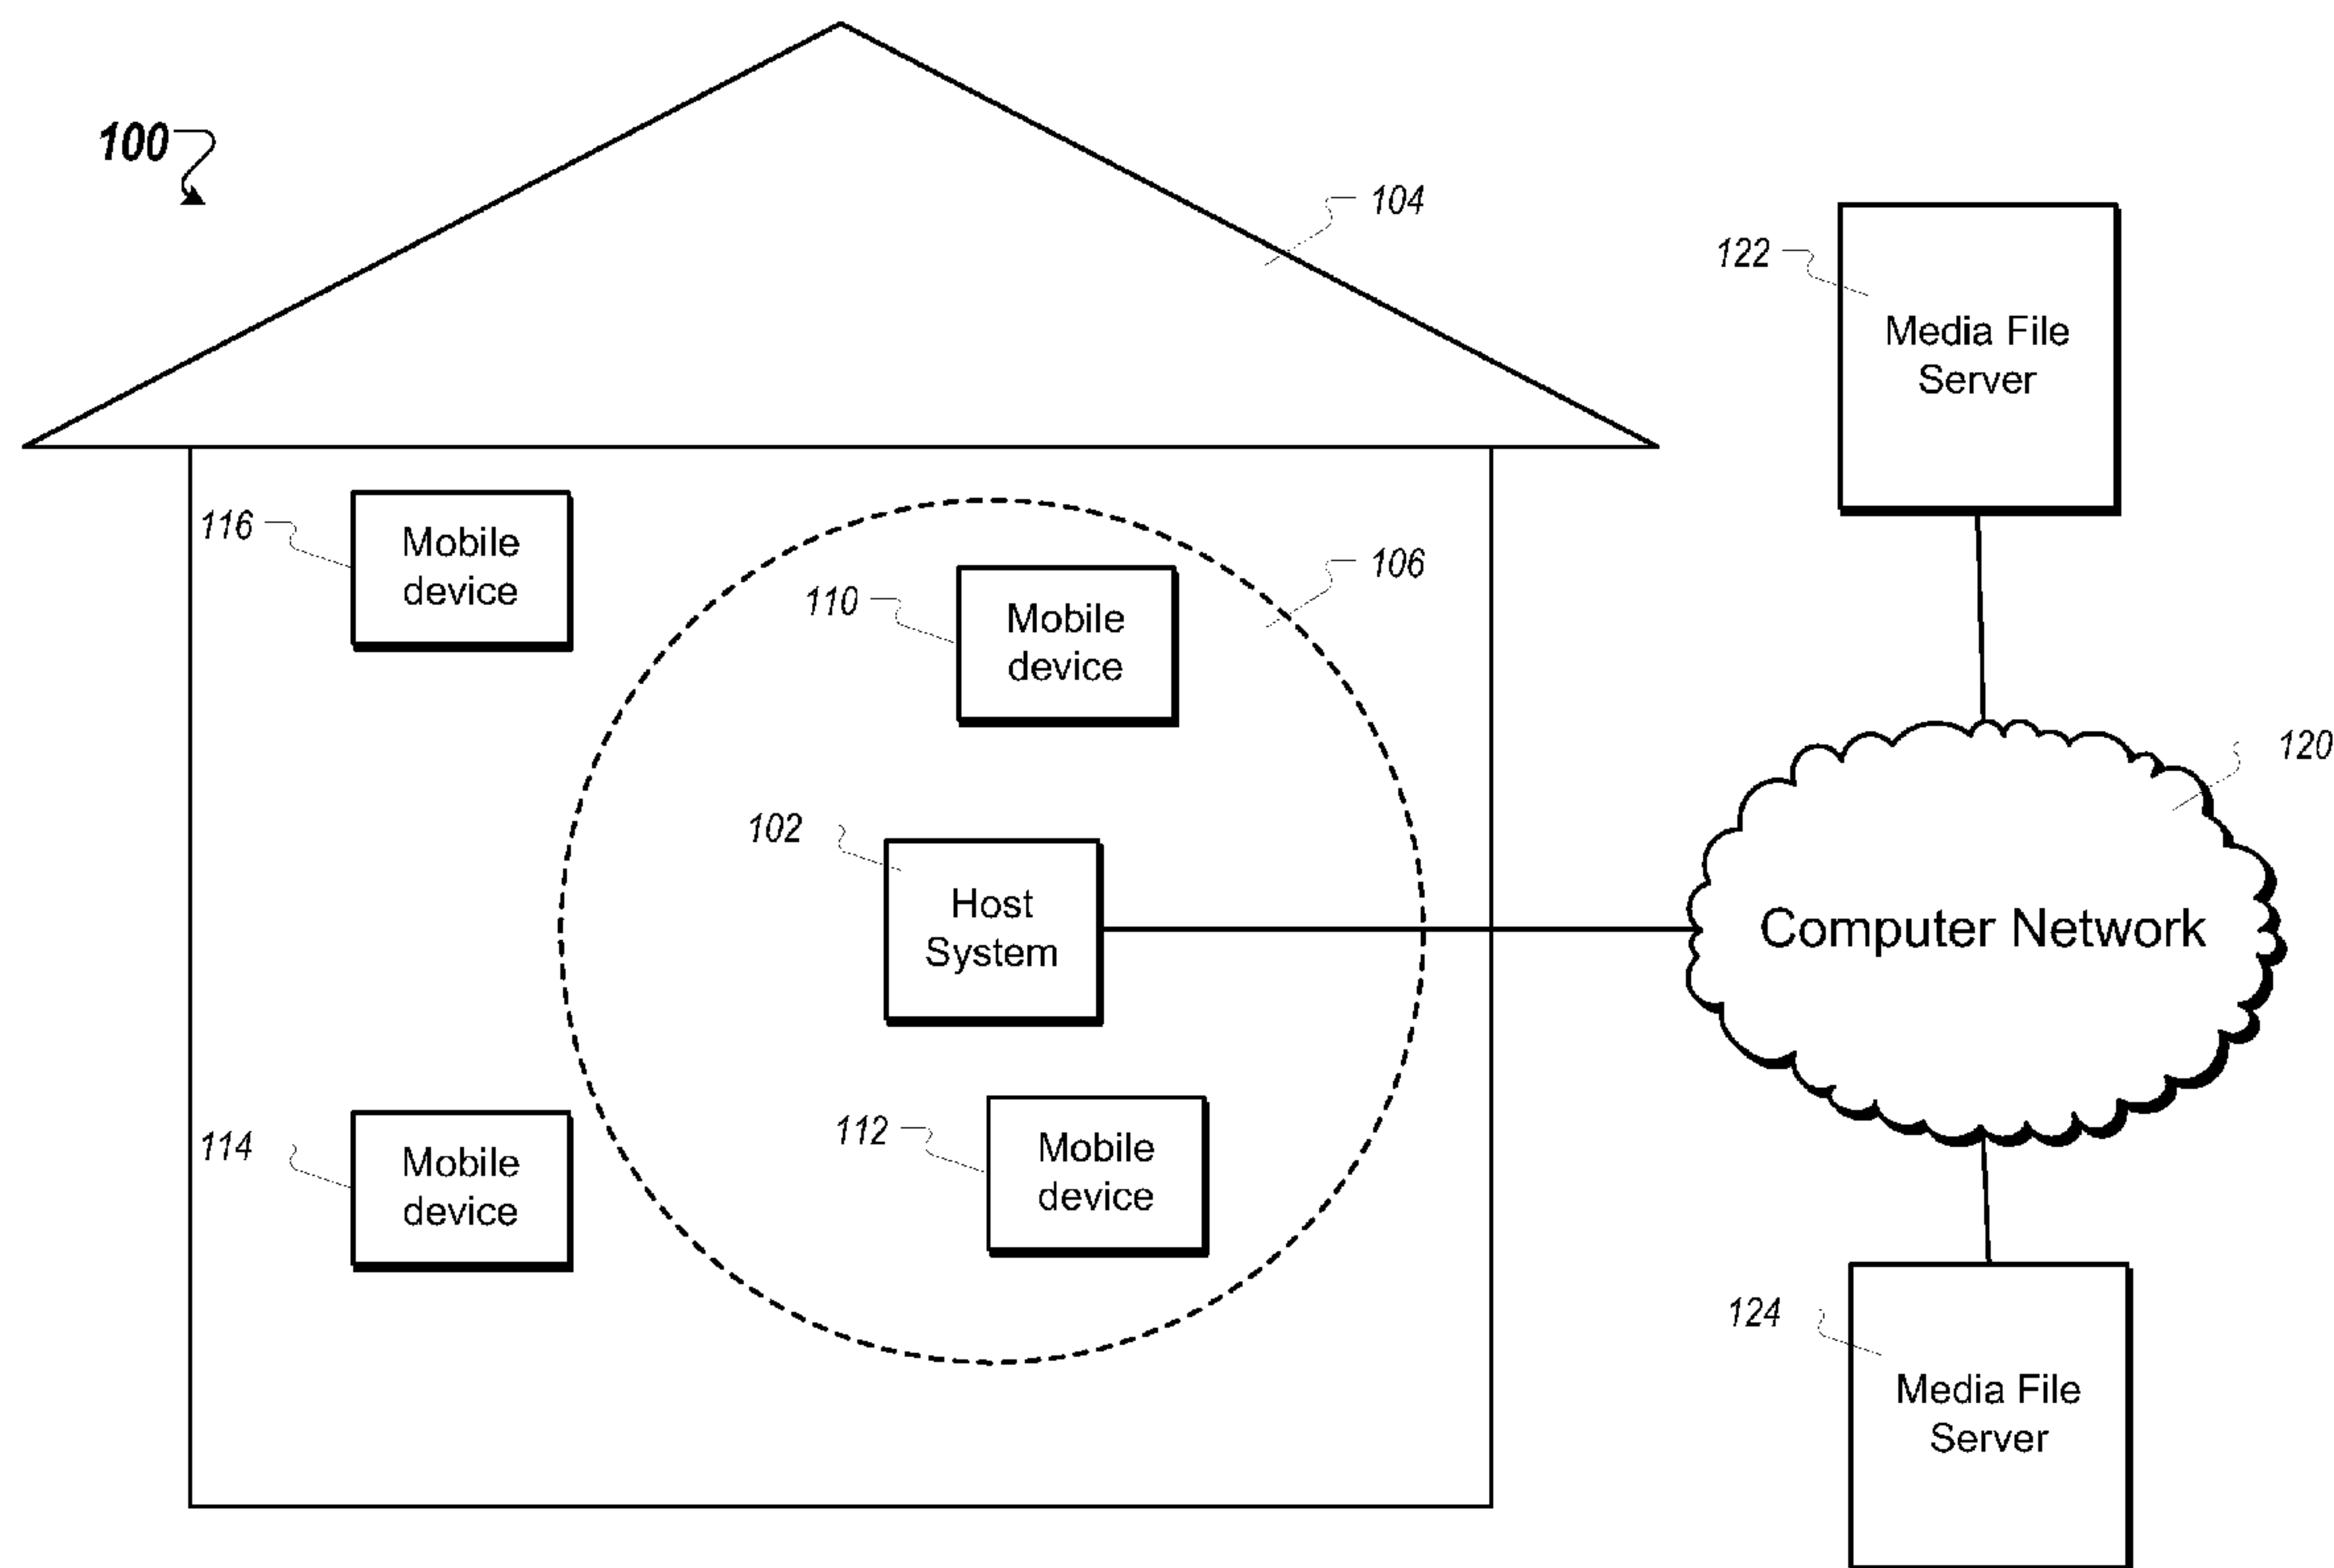 100
104
122
Media File
Server
116
Mobile
device
106
110
Mobile
device
120
102
Host
System
Computer Network
114
Mobile
device
112
Mobile
device
124
Media File
Server